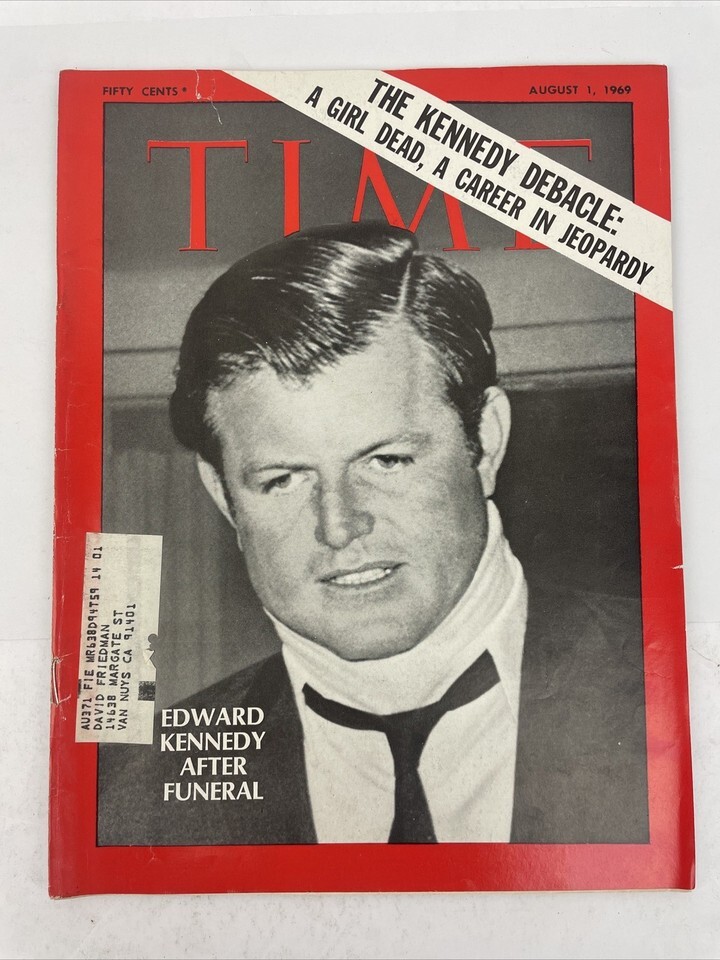 FIFTY CENTS *
AUGUST 1, 1969
THE KENNEDY DEBACLE:
A GIRL DEAD, A CAREER IN JEOPARDY
TIME
AU371 FIE MR638D94T59 14 01
DAVID FRIEDMAN
14638 MARGATE ST
VAN NUYS CA 91401
EDWARD
KENNEDY
AFTER
FUNERAL